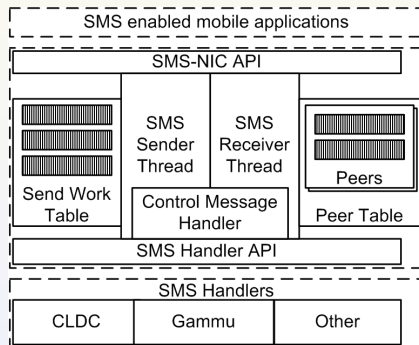 SMS enabled mobile applications
SMS-NIC API
SMS
Sender
Thread
SMS
Receiver
Thread
Send Work
Table
Control Message
Handler
Peers
Peer Table
SMS Handler API
SMS Handlers
CLDC
Gammu
Other